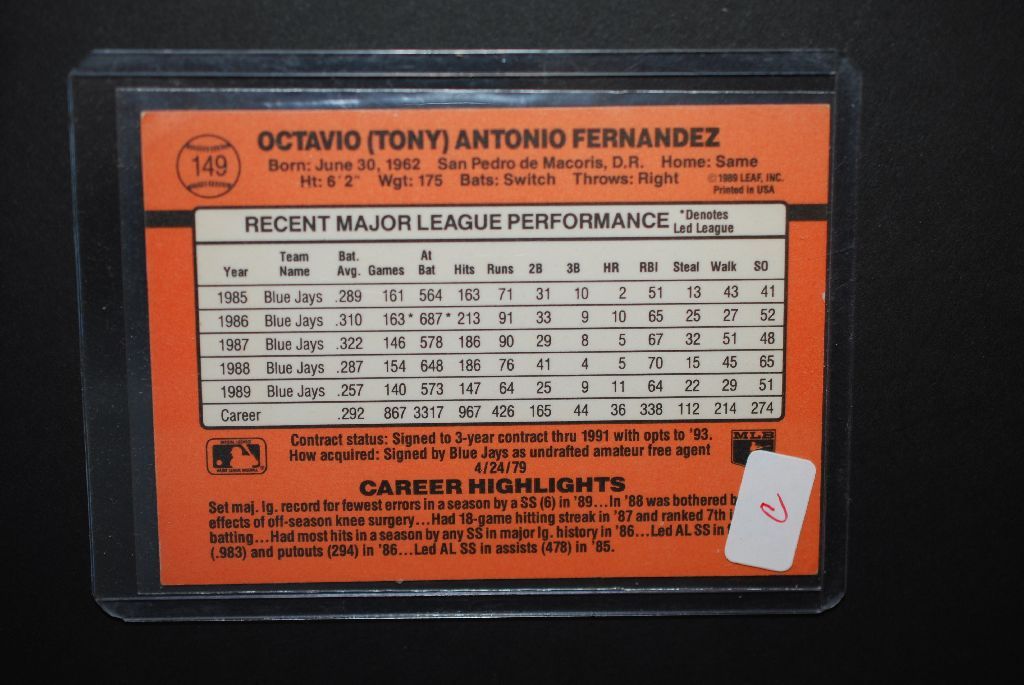 149
OCTAVIO (TONY) ANTONIO FERNANDEZ
Born: June 30, 1962 San Pedro de Macoris, D.R. Home: Same
Ht: 6'2" Wgt: 175 Bats: Switch Throws: Right
©1989 LEAF, INC.
Printed in USA
RECENT MAJOR LEAGUE PERFORMANCE *Denotes Led League
Year Team Name Bat. Avg. Games At Bat Hits Runs 2B 3B HR RBI Steal Walk SO
1985 Blue Jays .289 161 564 163 71 31 10 2 51 13 43 41
1986 Blue Jays .310 163* 687* 213 91 33 9 10 65 25 27 52
1987 Blue Jays .322 146 578 186 90 29 8 5 67 32 51 48
1988 Blue Jays .287 154 648 186 76 41 4 5 70 15 45 65
1989 Blue Jays .257 140 573 147 64 25 9 11 64 22 29 51
Career .292 867 3317 967 426 165 44 36 338 112 214 274
Contract status: Signed to 3-year contract thru 1991 with opts to '93.
How acquired: Signed by Blue Jays as undrafted amateur free agent
4/24/79
MLB
CAREER HIGHLIGHTS
Set maj. lg. record for fewest errors in a season by a SS (6) in '89...In '88 was bothered
effects of off-season knee surgery...Had 18-game hitting streak in '87 and ranked 7th
batting...Had most hits in a season by any SS in major lg. history in '86...Led AL SS in
(.983) and putouts (294) in '86...Led AL SS in assists (478) in '85.
C